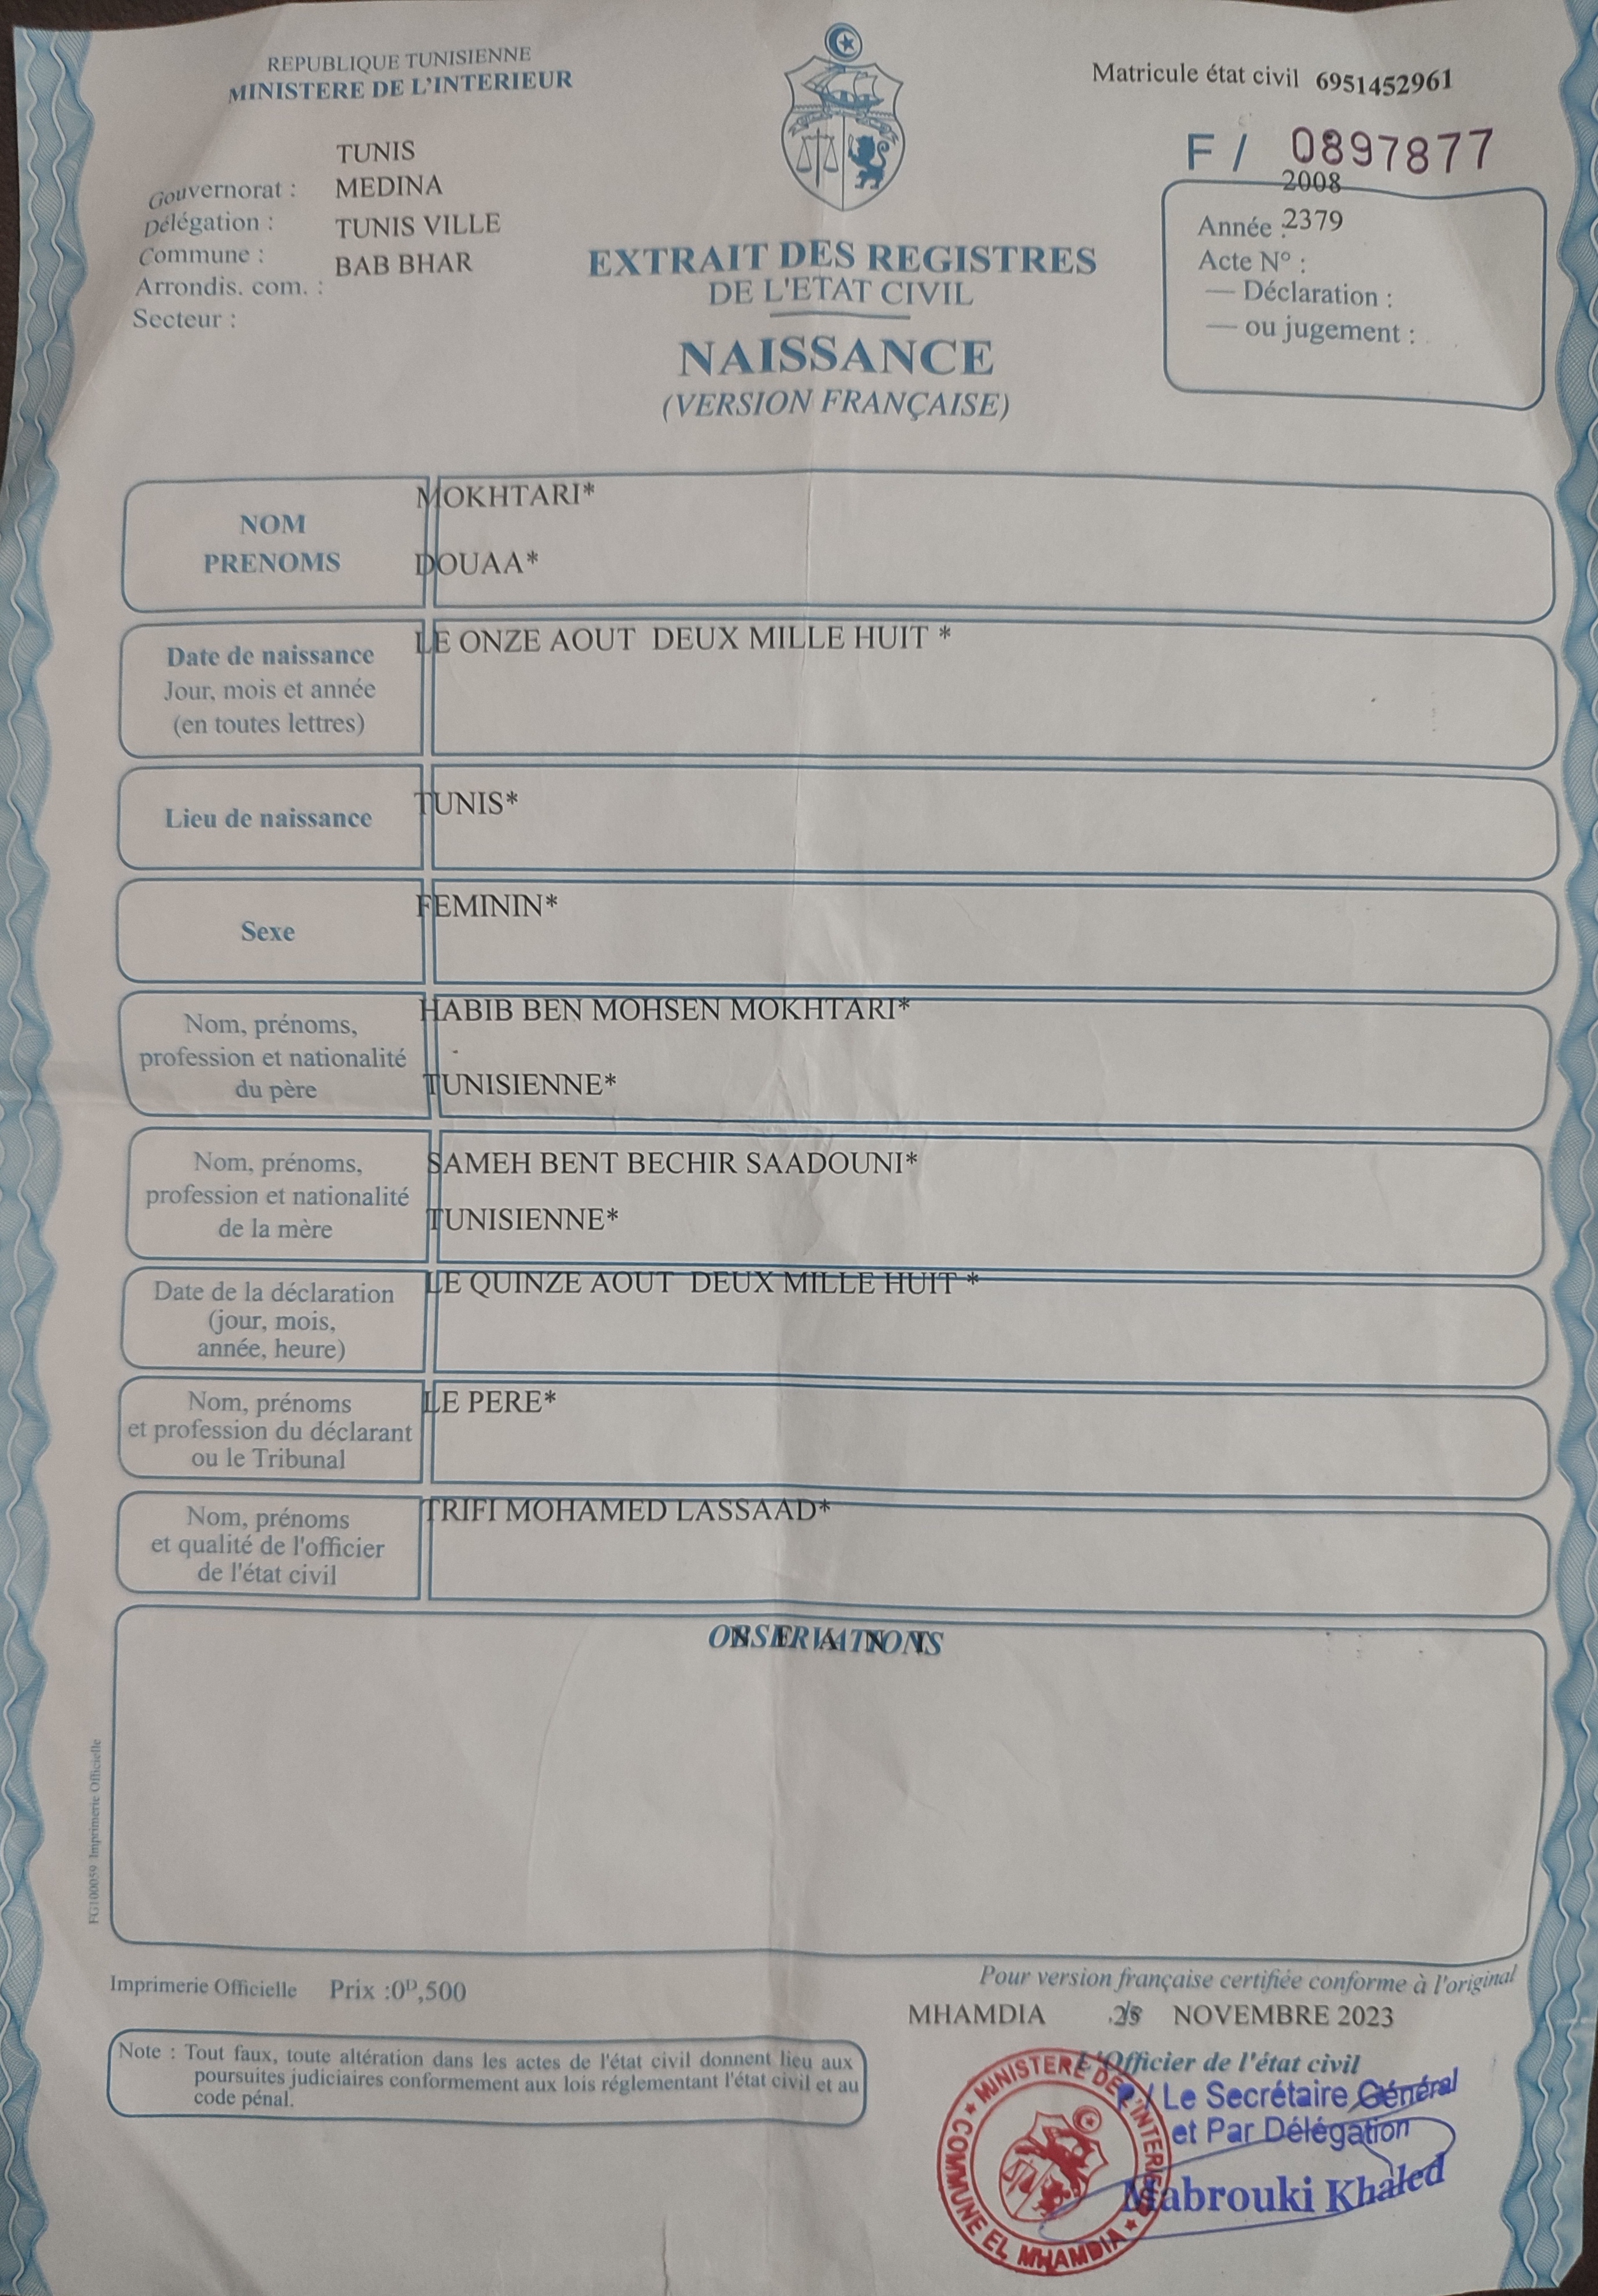 REPUBLIQUE TUNISIENNE
MINISTERE DE L'INTERIEUR
Matricule état civil 6951452961
F / 0897877
TUNIS
Gouvernorat : MEDINA
Délégation : TUNIS VILLE
Commune : BAB BHAR
Arrondis. com. :
Secteur :
2008
Année : 2379
Acte N° :
— Déclaration :
— ou jugement :
EXTRAIT DES REGISTRES
DE L'ETAT CIVIL
NAISSANCE
(VERSION FRANÇAISE)
NOM
PRENOMS
MOKHTARI*
DOUAA*
Date de naissance
Jour, mois et année
(en toutes lettres)
LE ONZE AOUT DEUX MILLE HUIT *
Lieu de naissance
TUNIS*
Sexe
FEMININ*
Nom, prénoms,
profession et nationalité
du père
HABIB BEN MOHSEN MOKHTARI*
-
TUNISIENNE*
Nom, prénoms,
profession et nationalité
de la mère
SAMEH BENT BECHIR SAADOUNI*
TUNISIENNE*
Date de la déclaration
(jour, mois,
année, heure)
LE QUINZE AOUT DEUX MILLE HUIT *
Nom, prénoms
et profession du déclarant
ou le Tribunal
LE PERE*
Nom, prénoms
et qualité de l'officier
de l'état civil
TRIFI MOHAMED LASSAAD*
OBSERVATIONS
N E A N T
FG100059 Imprimerie Officielle
Imprimerie Officielle Prix :0D,500
Pour version française certifiée conforme à l'original
MHAMDIA NOVEMBRE 2023
Note : Tout faux, toute altération dans les actes de l'état civil donnent lieu aux
poursuites judiciaires conformement aux lois réglementant l'état civil et au
code pénal.
L'Officier de l'état civil
P / Le Secrétaire Général
et Par Délégation
Mabrouki Khaled
★ MINISTERE DE L'INTERIEUR ★ COMMUNE EL MHAMDIA